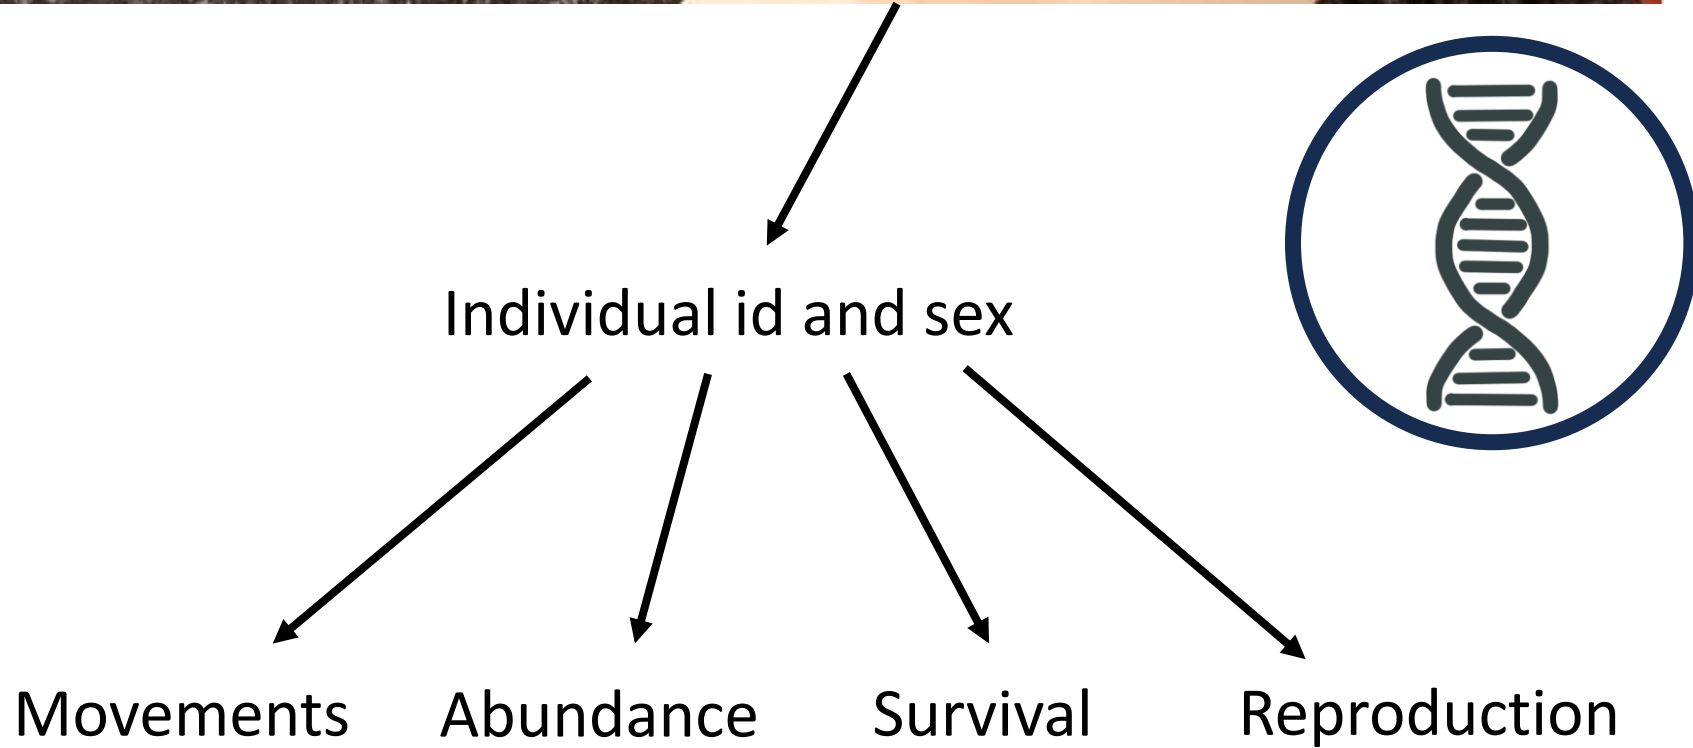 Individual id and sex
Movements Abundance Survival Reproduction